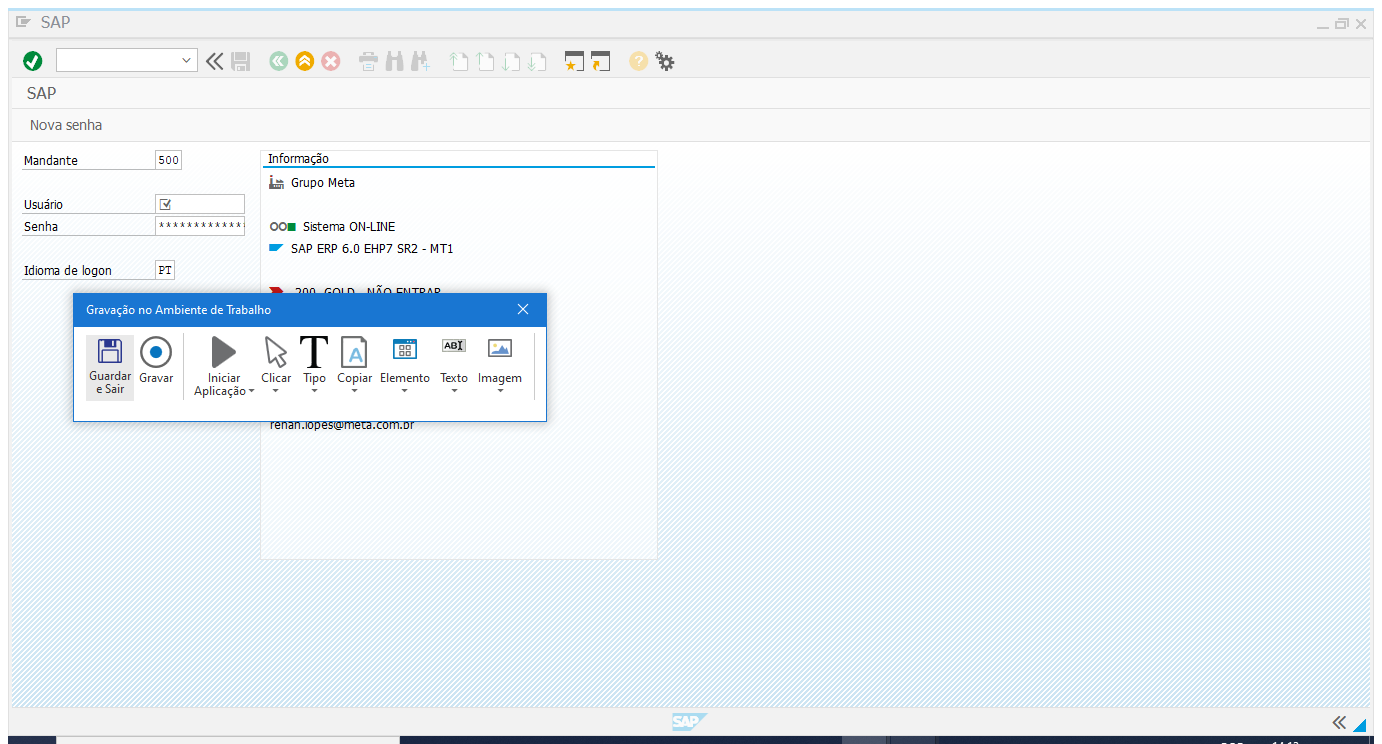 SAP
SAP
Nova senha
Mandante 500
Usuário
Senha *************
Idioma de logon PT
Informação
Grupo Meta
Sistema ON-LINE
SAP ERP 6.0 EHP7 SR2 - MT1
200 GOLD NÃO ENTRAR
Gravação no Ambiente de Trabalho
Guardar
e Sair
Gravar
Iniciar
Aplicação
Clicar
Tipo
Copiar
Elemento
Texto
Imagem
renan.lopes@meta.com.br
SAP